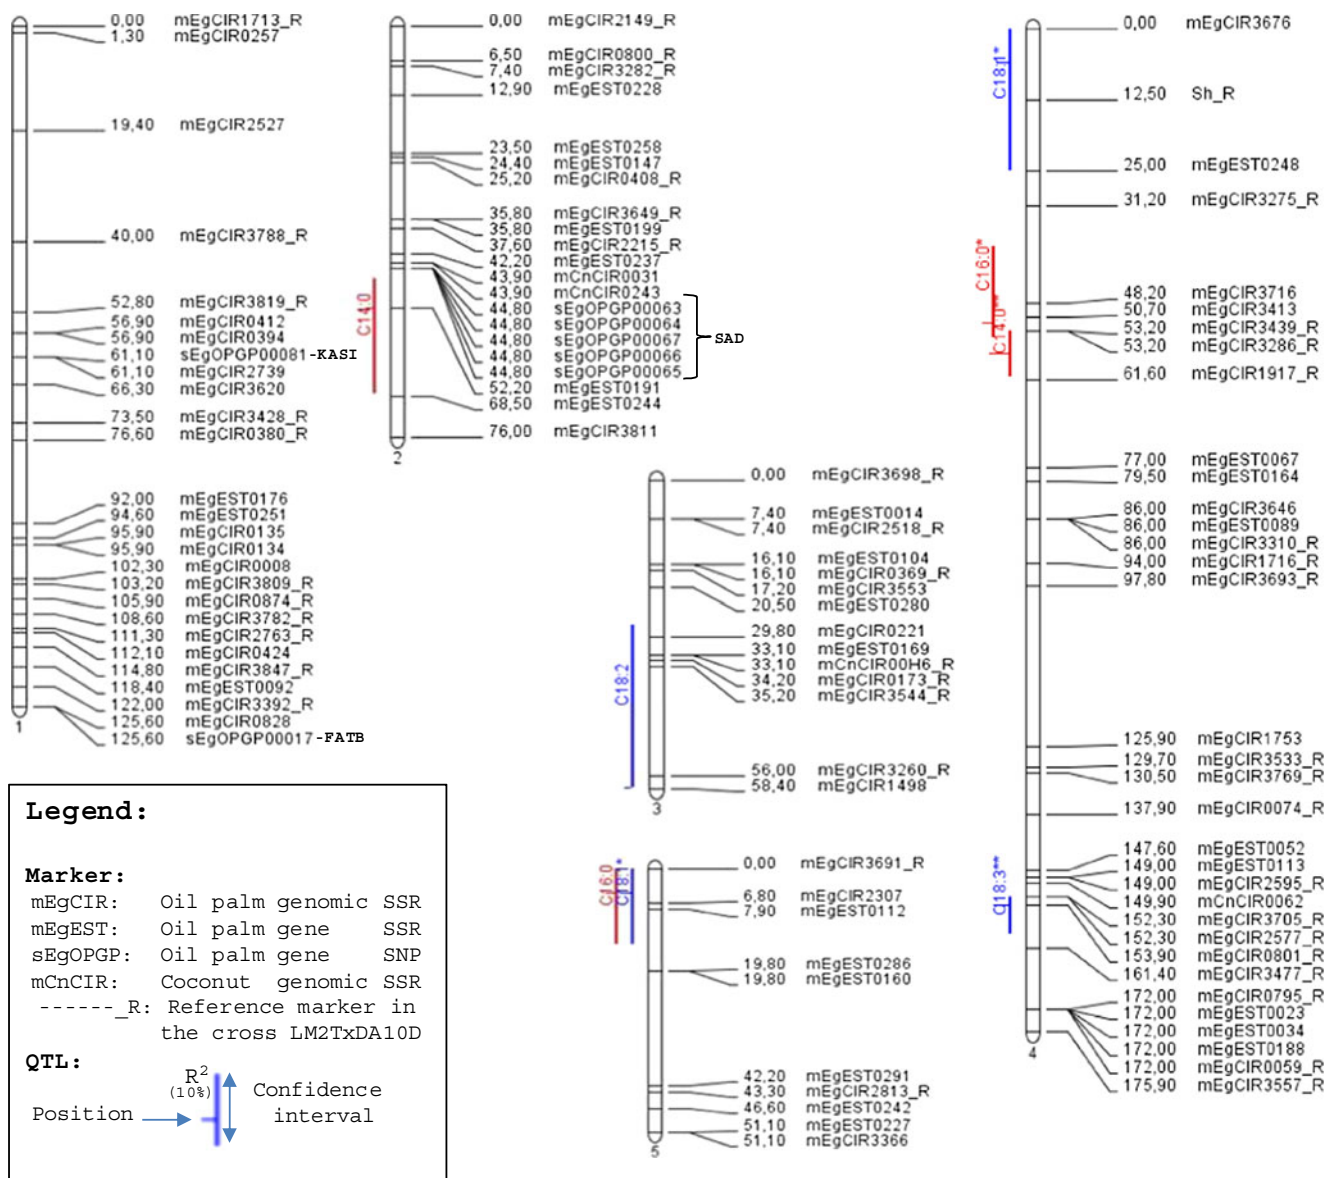 0,00 mEgCIR1713_R
1,30 mEgCIR0257
19,40 mEgCIR2527
40,00 mEgCIR3788_R
52,80 mEgCIR3819_R
56,90 mEgCIR0412
56,90 mEgCIR0394
61,10 sEgOPGP00081-KASI
61,10 mEgCIR2739
66,30 mEgCIR3620
73,50 mEgCIR3428_R
76,60 mEgCIR0380_R
92,00 mEgEST0176
94,60 mEgEST0251
95,90 mEgCIR0135
95,90 mEgCIR0134
102,30 mEgCIR0008
103,20 mEgCIR3809_R
105,90 mEgCIR0874_R
108,60 mEgCIR3782_R
111,30 mEgCIR2763_R
112,10 mEgCIR0424
114,80 mEgCIR3847_R
118,40 mEgEST0092
122,00 mEgCIR3392_R
125,60 mEgCIR0828
125,60 sEgOPGP00017-FATB
1
0,00 mEgCIR2149_R
6,50 mEgCIR0800_R
7,40 mEgCIR3282_R
12,90 mEgEST0228
23,50 mEgEST0258
24,40 mEgEST0147
25,20 mEgCIR0408_R
35,80 mEgCIR3649_R
35,80 mEgEST0199
37,60 mEgCIR2215_R
42,20 mEgEST0237
43,90 mCnCIR0031
43,90 mCnCIR0243
44,80 sEgOPGP00063
44,80 sEgOPGP00064
44,80 sEgOPGP00067
44,80 sEgOPGP00066
44,80 sEgOPGP00065
SAD
52,20 mEgEST0191
68,50 mEgEST0244
76,00 mEgCIR3811
C14:0
2
0,00 mEgCIR3698_R
7,40 mEgEST0014
7,40 mEgCIR2518_R
16,10 mEgEST0104
16,10 mEgCIR0369_R
17,20 mEgCIR3553
20,50 mEgEST0280
29,80 mEgCIR0221
33,10 mEgEST0169
33,10 mCnCIR00H6_R
34,20 mEgCIR0173_R
35,20 mEgCIR3544_R
56,00 mEgCIR3260_R
58,40 mEgCIR1498
C18:2
3
0,00 mEgCIR3676
12,50 Sh_R
25,00 mEgEST0248
31,20 mEgCIR3275_R
48,20 mEgCIR3716
50,70 mEgCIR3413
53,20 mEgCIR3439_R
53,20 mEgCIR3286_R
61,60 mEgCIR1917_R
77,00 mEgEST0067
79,50 mEgEST0164
86,00 mEgCIR3646
86,00 mEgEST0089
86,00 mEgCIR3310_R
94,00 mEgCIR1716_R
97,80 mEgCIR3693_R
125,90 mEgCIR1753
129,70 mEgCIR3533_R
130,50 mEgCIR3769_R
137,90 mEgCIR0074_R
147,60 mEgEST0052
149,00 mEgEST0113
149,00 mEgCIR2595_R
149,90 mCnCIR0062
152,30 mEgCIR3705_R
152,30 mEgCIR2577_R
153,90 mEgCIR0801_R
161,40 mEgCIR3477_R
172,00 mEgCIR0795_R
172,00 mEgEST0023
172,00 mEgEST0034
172,00 mEgEST0188
172,00 mEgCIR0059_R
175,90 mEgCIR3557_R
C18:1*
C16:0*
C14:0**
C18:3**
4
0,00 mEgCIR3691_R
6,80 mEgCIR2307
7,90 mEgEST0112
19,80 mEgEST0286
19,80 mEgEST0160
42,20 mEgEST0291
43,30 mEgCIR2813_R
46,60 mEgEST0242
51,10 mEgEST0227
51,10 mEgCIR3366
C16:0
C18:1*
5
Legend:
Marker:
mEgCIR: Oil palm genomic SSR
mEgEST: Oil palm gene SSR
sEgOPGP: Oil palm gene SNP
mCnCIR: Coconut genomic SSR
------_R: Reference marker in
the cross LM2TxDA10D
QTL:
R²
(10%)
Confidence
interval
Position